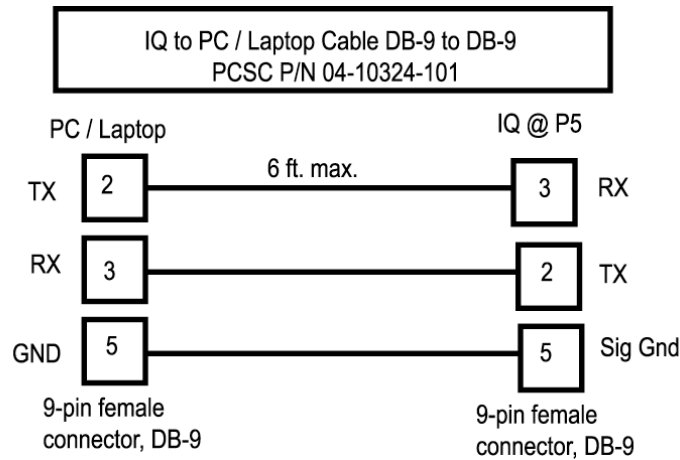 IQ to PC / Laptop Cable DB-9 to DB-9
PCSC P/N 04-10324-101
PC / Laptop
IQ @ P5
TX 2 6 ft. max. 3 RX
RX 3 2 TX
GND 5 5 Sig Gnd
9-pin female
connector, DB-9
9-pin female
connector, DB-9